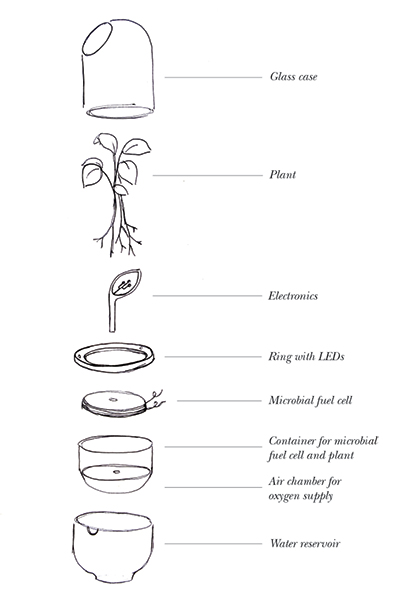 Glass case
Plant
Electronics
Ring with LEDs
Microbial fuel cell
Container for microbial
fuel cell and plant
Air chamber for
oxygen supply
Water reservoir